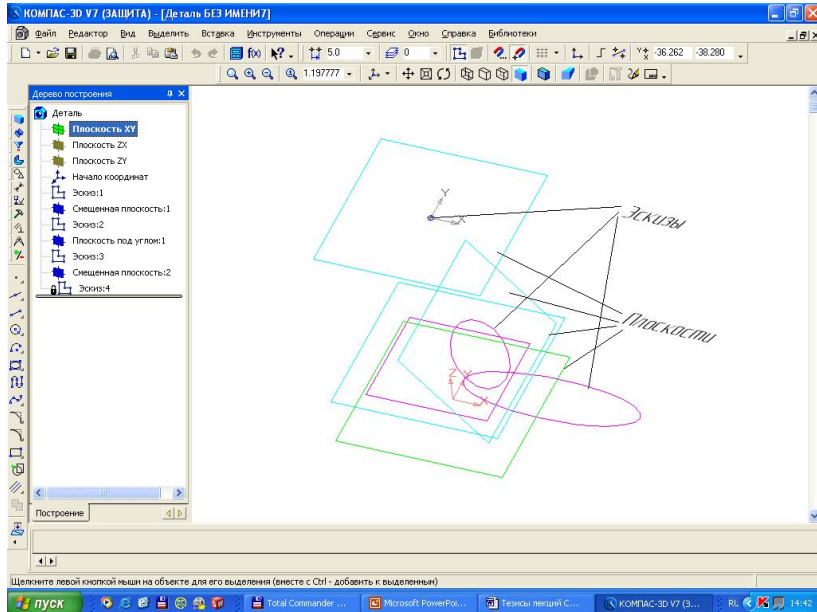 КОМПАС-3D V7 (ЗАЩИТА) - [Деталь БЕЗ ИМЕНИ7]
Файл Редактор Вид Выделить Вставка Инструменты Операции Сервис Окно Справка Библиотеки
5.0 0 -36.262 -38.280
1.197777
Дерево построения
Деталь
Плоскость XY
Плоскость ZX
Плоскость ZY
Начало координат
Эскиз:1
Смещенная плоскость:1
Эскиз:2
Плоскость под углом:1
Эскиз:3
Смещенная плоскость:2
Эскиз:4
Y
X
Эскизы
Плоскости
Z Y
X
Построение
Щелкните левой кнопкой мыши на объекте для его выделения (вместе с Ctrl - добавить к выделенным)
пуск Total Commander ... Microsoft PowerPoi... Тезисы лекций С... КОМПАС-3D V7 (З... RL 14:42